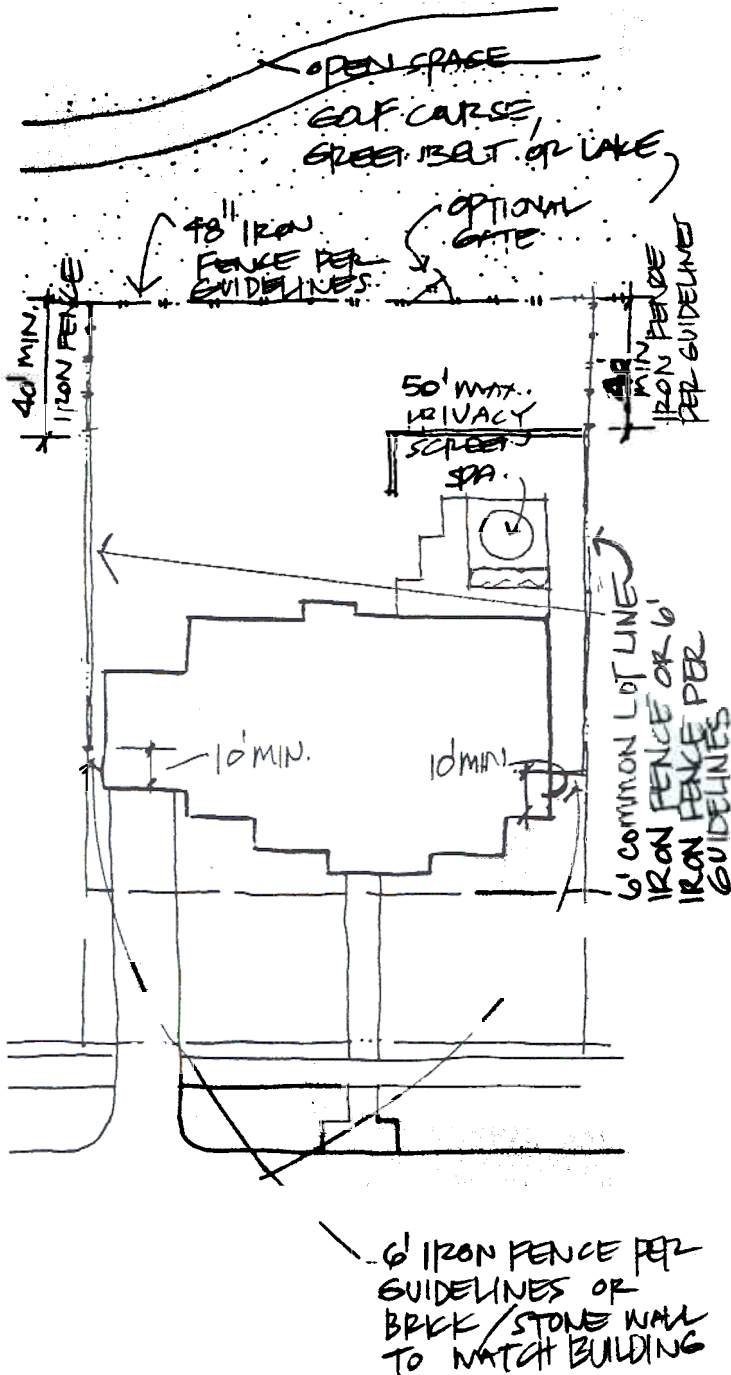 OPEN SPACE
GOLF COURSE,
GREEN BELT OR LAKE
48" IRON
FENCE PER
GUIDELINES
OPTIONAL
GATE
40' MIN.
IRON FENCE
MIN
IRON FENCE
PER GUIDELINES
50' MAX.
PRIVACY
SCREEN
SPA.
6' COMMON LOT LINE
IRON FENCE OR 6'
IRON FENCE PER
GUIDELINES
10' MIN.
10' MIN
6' IRON FENCE PER
GUIDELINES OR
BRICK/STONE WALL
TO MATCH BUILDING